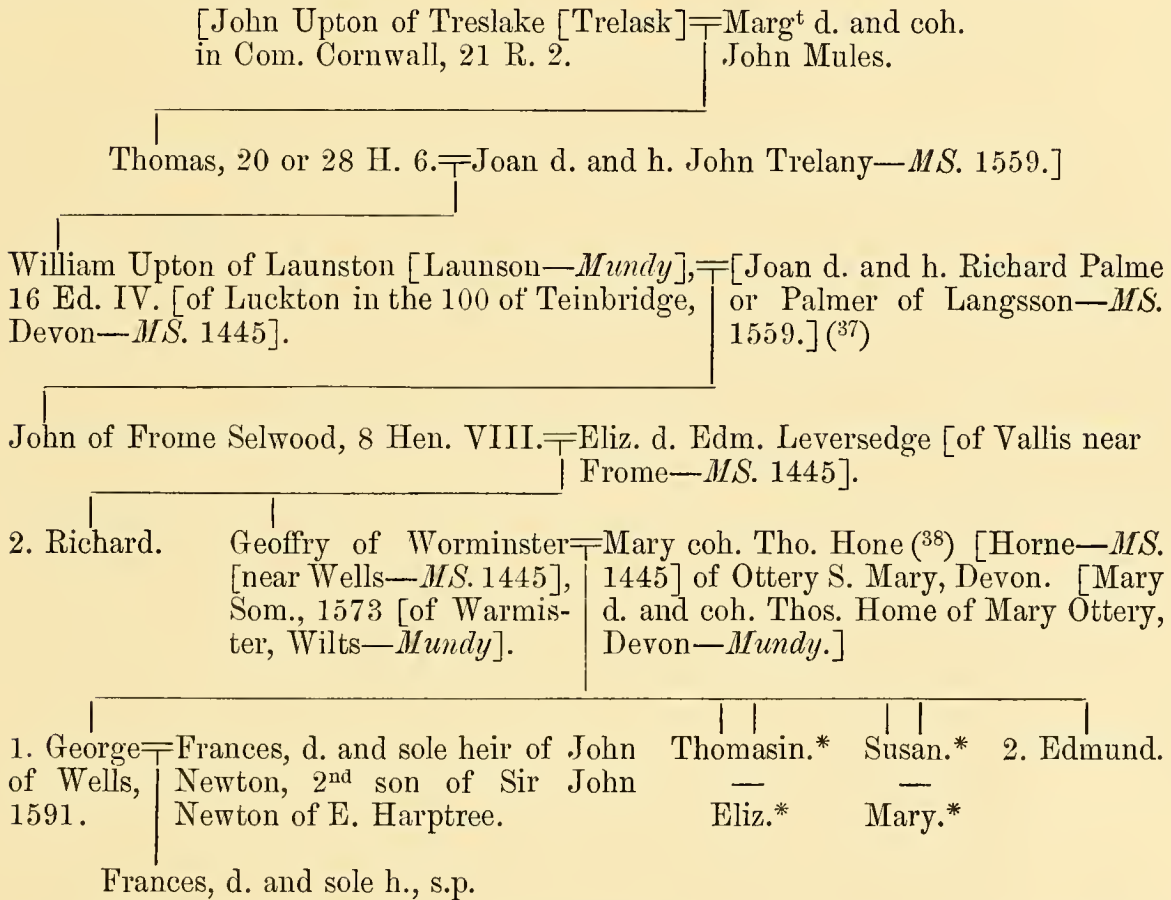 [John Upton of Treslake [Trelask]=Margt d. and coh.
in Com. Cornwall, 21 R. 2. John Mules.
Thomas, 20 or 28 H. 6.=Joan d. and h. John Trelany—MS. 1559.]
William Upton of Launston [Launson—Mundy],=[Joan d. and h. Richard Palme
16 Ed. IV. [of Luckton in the 100 of Teinbridge, or Palmer of Langsson—MS.
Devon—MS. 1445]. 1559.] (37)
John of Frome Selwood, 8 Hen. VIII.=Eliz. d. Edm. Leversedge [of Vallis near
Frome—MS. 1445].
2. Richard. Geoffry of Worminster=Mary coh. Tho. Hone (38) [Horne—MS.
[near Wells—MS. 1445], 1445] of Ottery S. Mary, Devon. [Mary
Som., 1573 [of Warmis- d. and coh. Thos. Home of Mary Ottery,
ter, Wilts—Mundy]. Devon—Mundy.]
1. George=Frances, d. and sole heir of John Thomasin.* Susan.* 2. Edmund.
of Wells, Newton, 2nd son of Sir John — —
1591. Newton of E. Harptree. Eliz.* Mary.*
Frances, d. and sole h., s.p.